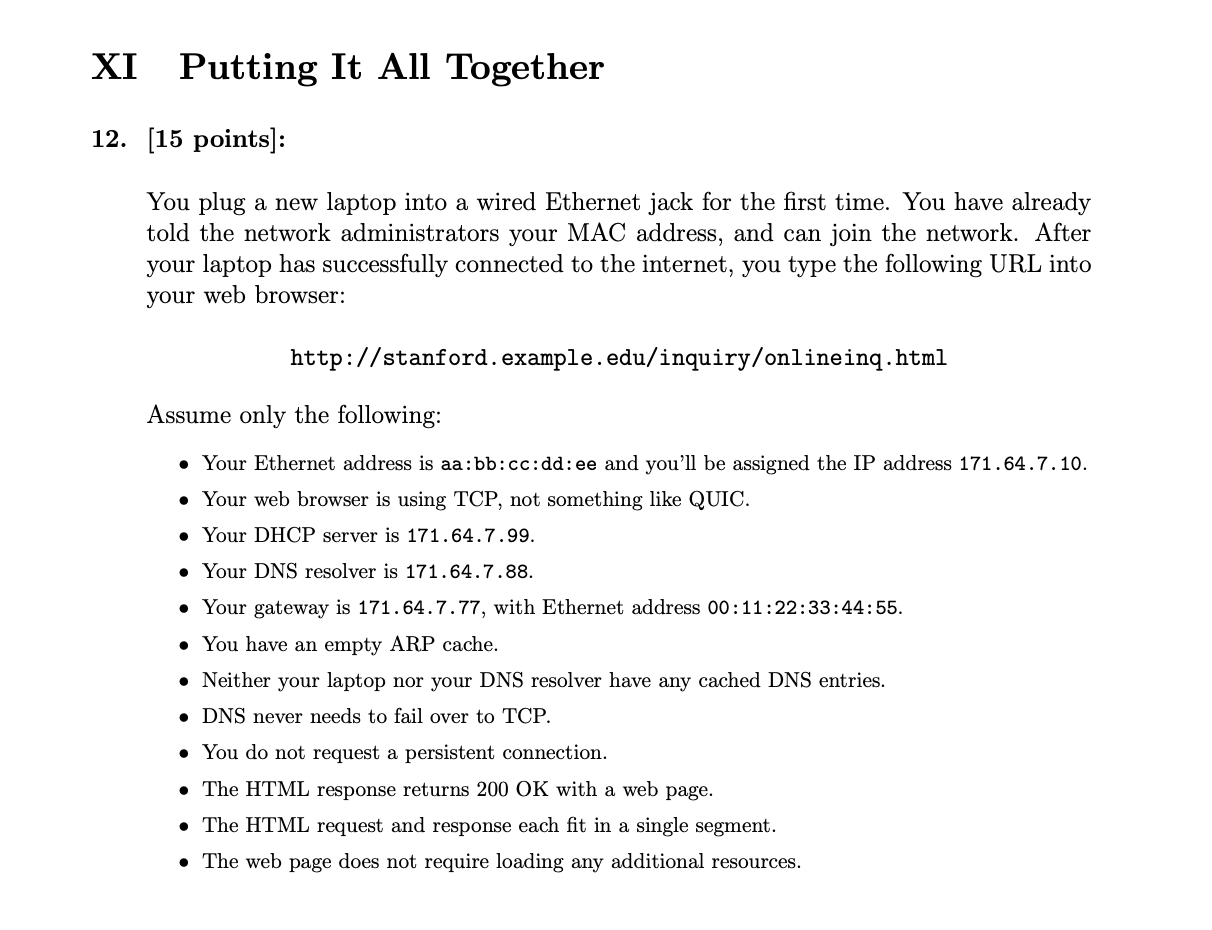 XI Putting It All Together
12. [15 points]:
You plug a new laptop into a wired Ethernet jack for the first time. You have already
told the network administrators your MAC address, and can join the network. After
your laptop has successfully connected to the internet, you type the following URL into
your web browser:
http://stanford.example.edu/inquiry/onlineinq.html
Assume only the following:
• Your Ethernet address is aa:bb:cc:dd:ee and you'll be assigned the IP address 171.64.7.10.
• Your web browser is using TCP, not something like QUIC.
• Your DHCP server is 171.64.7.99.
• Your DNS resolver is 171.64.7.88.
• Your gateway is 171.64.7.77, with Ethernet address 00:11:22:33:44:55.
• You have an empty ARP cache.
• Neither your laptop nor your DNS resolver have any cached DNS entries.
• DNS never needs to fail over to TCP.
• You do not request a persistent connection.
• The HTML response returns 200 OK with a web page.
• The HTML request and response each fit in a single segment.
• The web page does not require loading any additional resources.